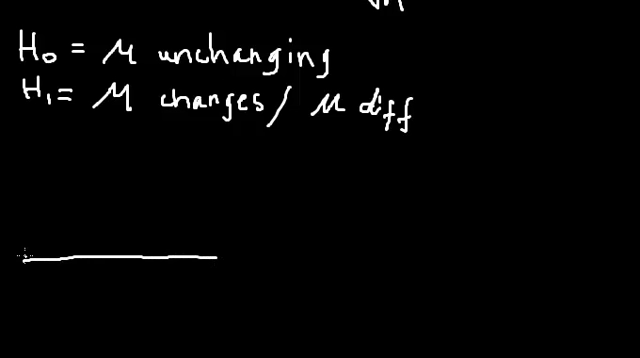 √n
H₀ = μ unchanging
H₁ = μ changes / μ diff